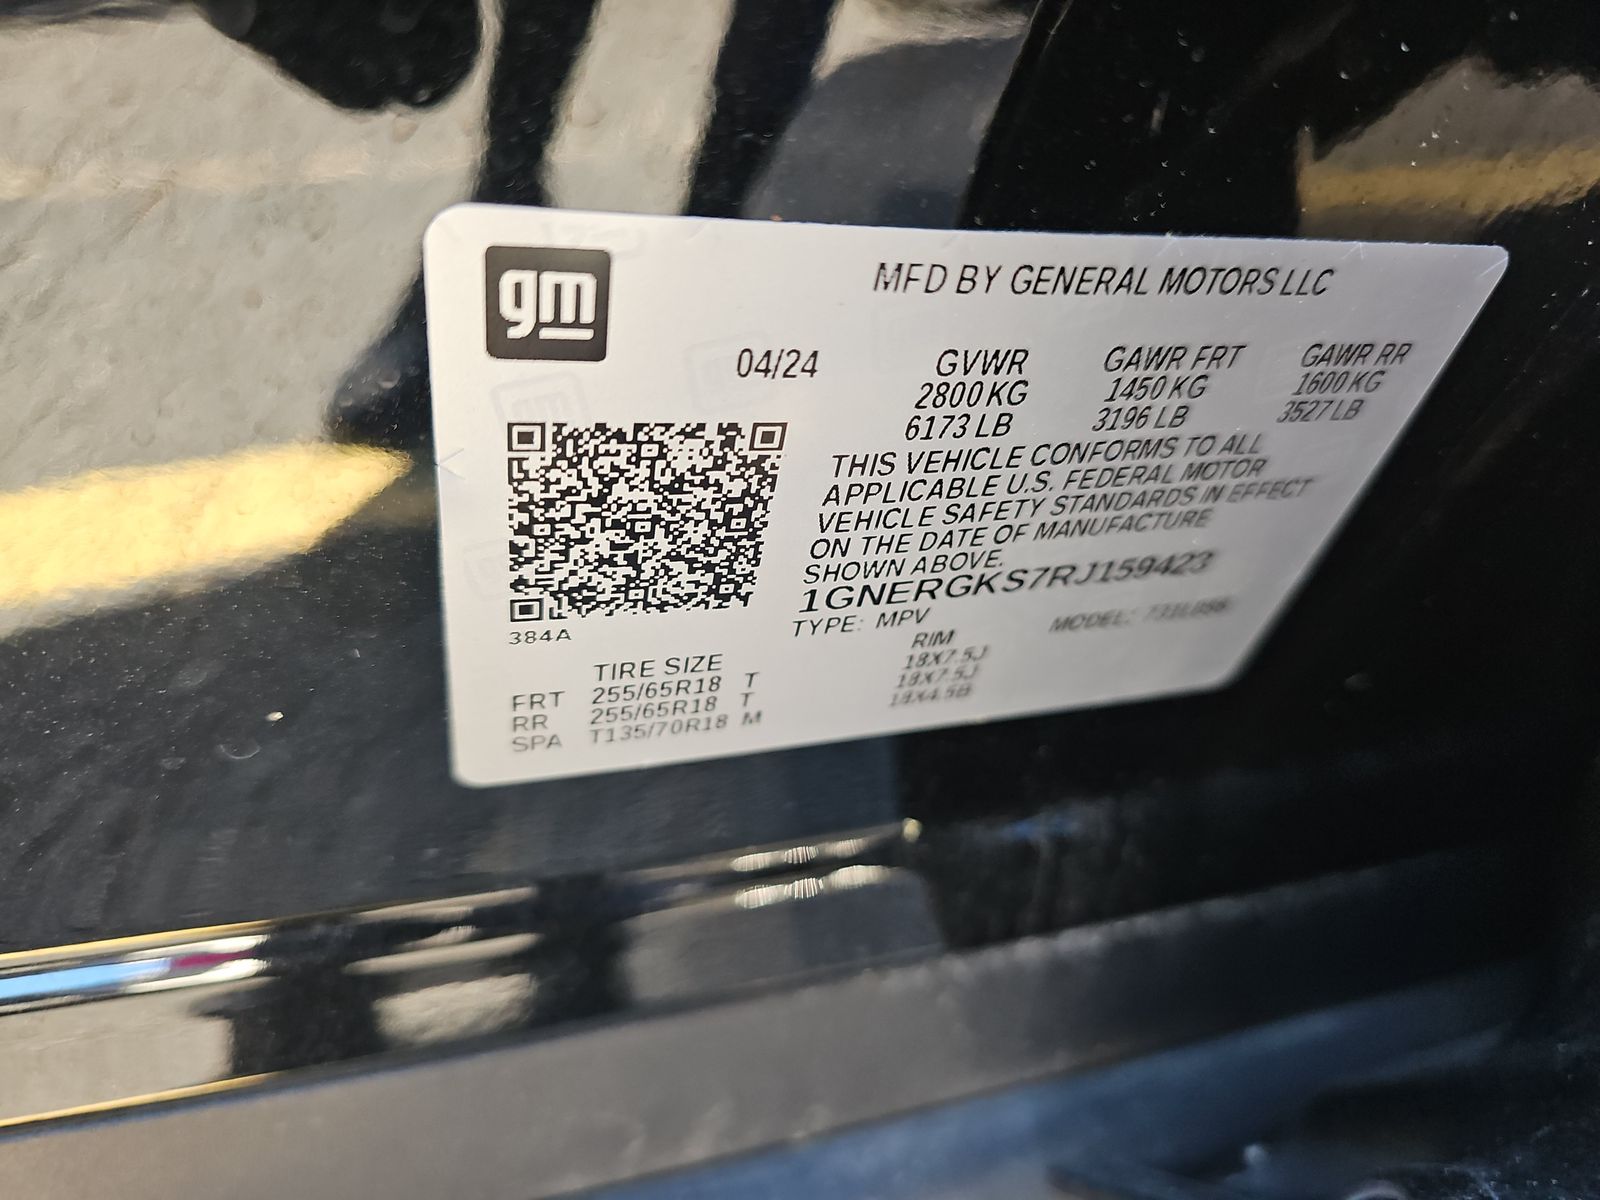 gm
MFD BY GENERAL MOTORS LLC
04/24
GVWR GAWR FRT GAWR RR
2800 KG 1450 KG 1600 KG
6173 LB 3196 LB 3527 LB
THIS VEHICLE CONFORMS TO ALL
APPLICABLE U.S. FEDERAL MOTOR
VEHICLE SAFETY STANDARDS IN EFFECT
ON THE DATE OF MANUFACTURE
SHOWN ABOVE.
1GNERGKS7RJ159423
TYPE: MPV MODEL:
384A
TIRE SIZE RIM
FRT 255/65R18 T 18X7.5J
RR 255/65R18 T 18X7.5J
SPA T135/70R18 M 18X4.5B